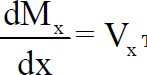 dMₓ/dx = Vₓ T